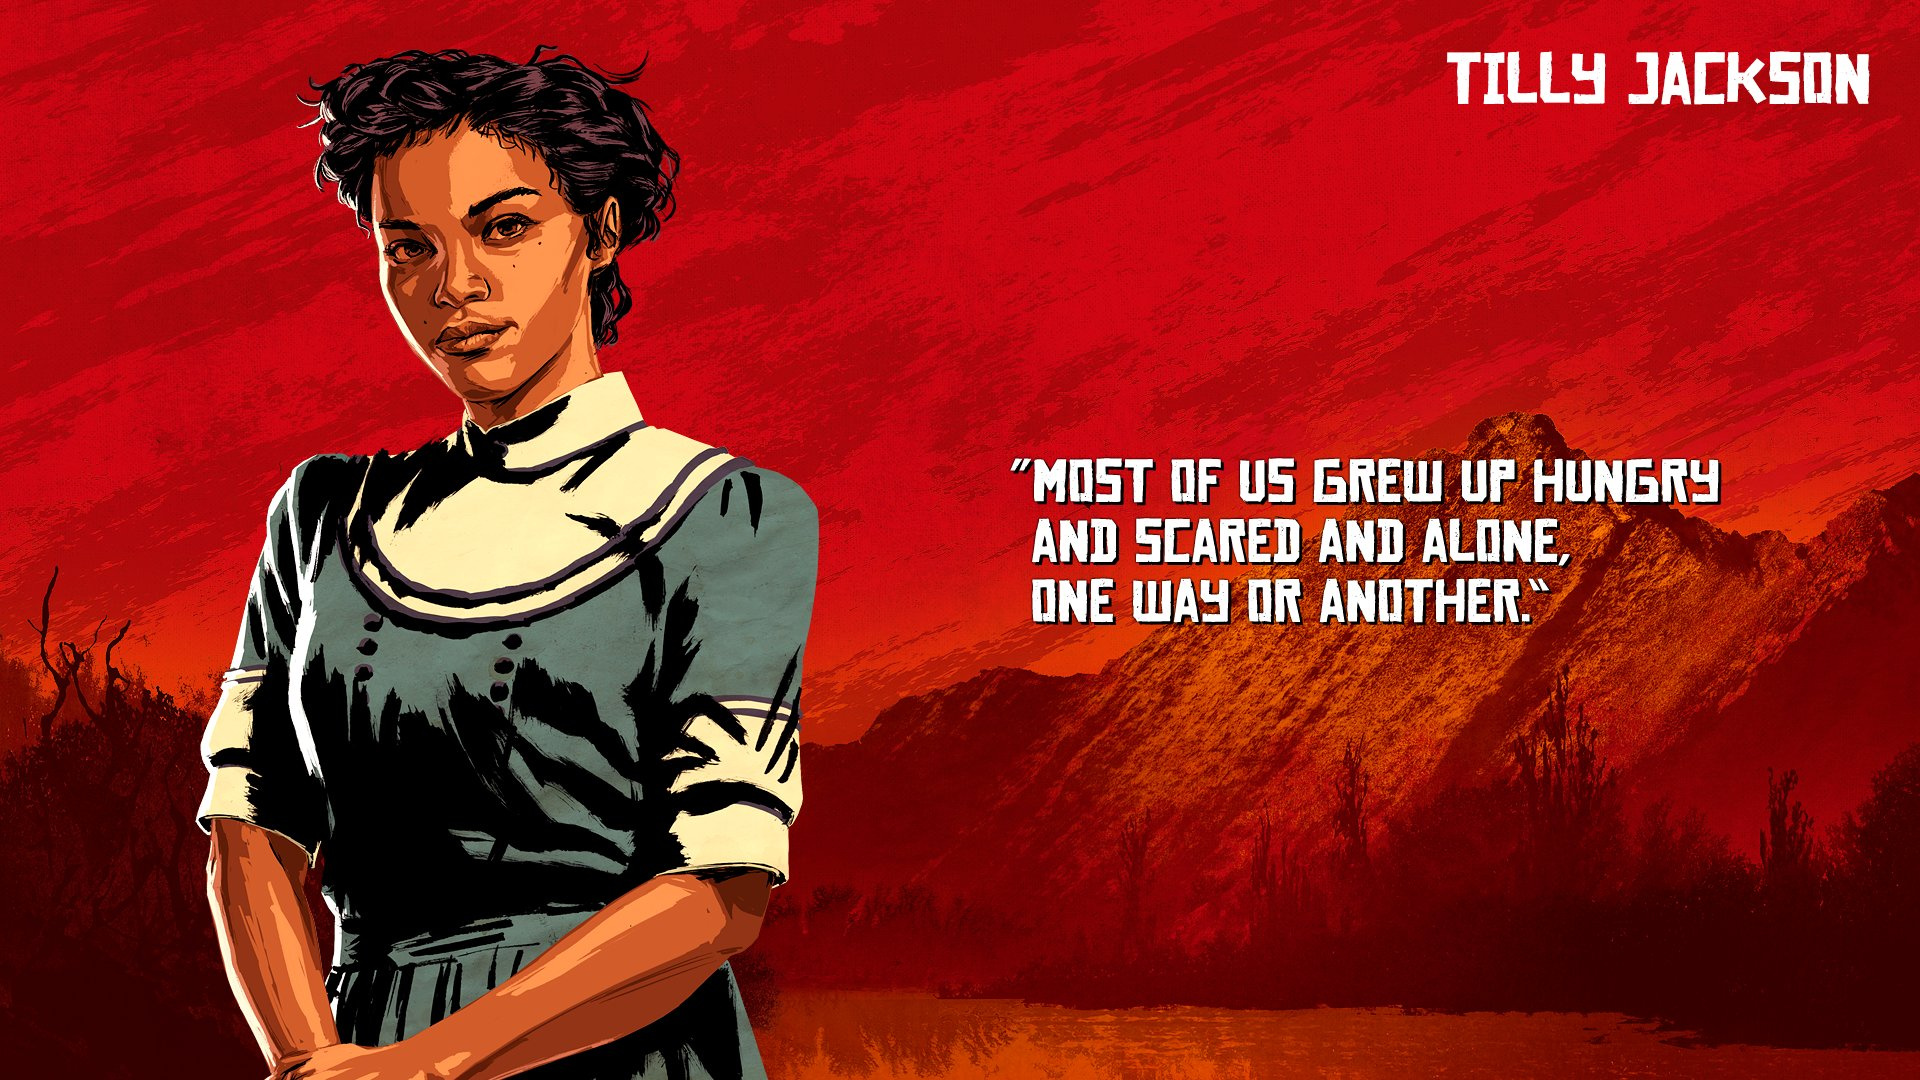 TILLY JACKSON
"MOST OF US GREW UP HUNGRY
AND SCARED AND ALONE,
ONE WAY OR ANOTHER."